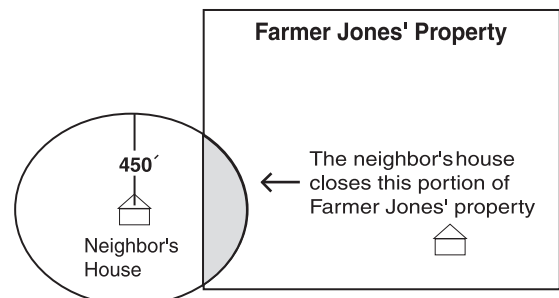 Farmer Jones' Property
450´
The neighbor's house
closes this portion of
Farmer Jones' property
Neighbor's
House